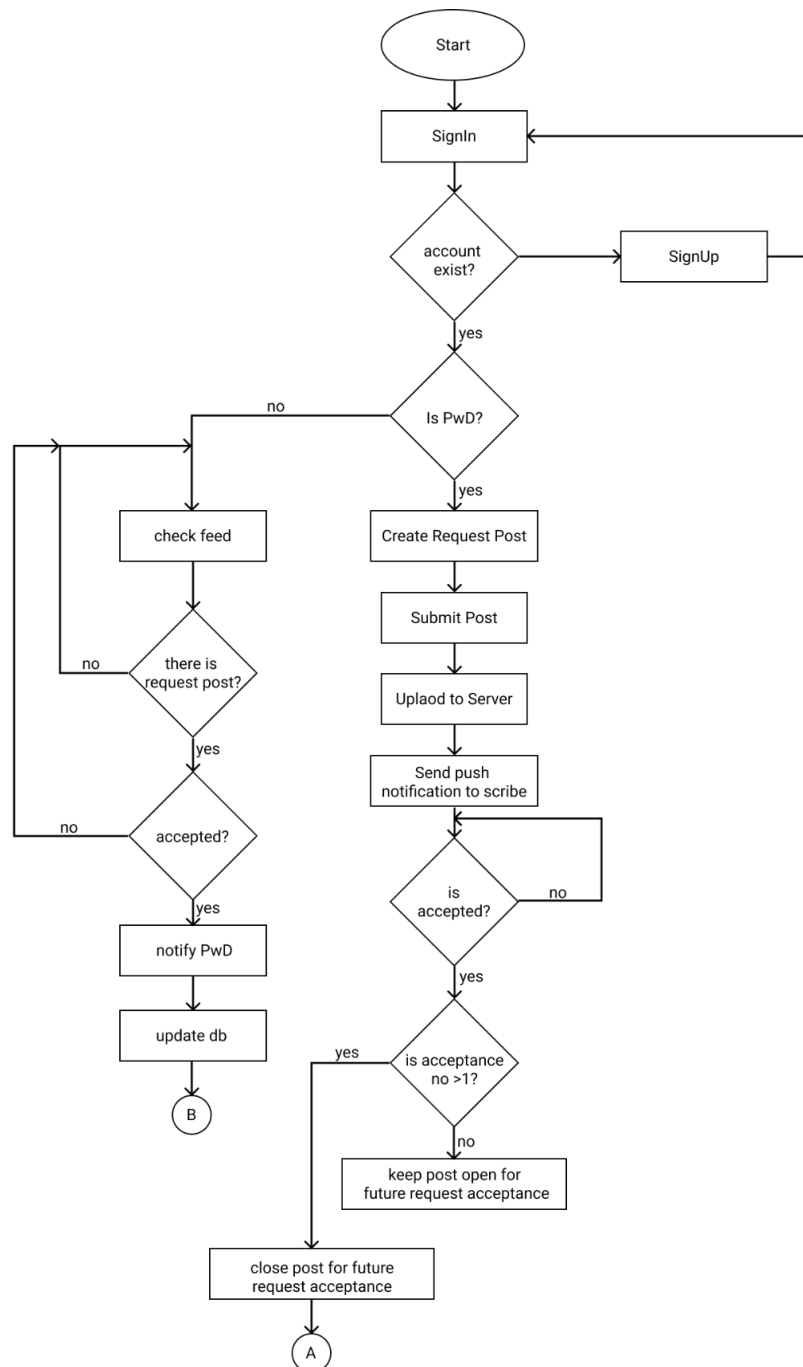 Start
SignIn
account
exist?
SignUp
yes
no
Is PwD?
yes
check feed
Create Request Post
Submit Post
no
there is
request post?
Uplaod to Server
yes
Send push
notification to scribe
no
accepted?
is
accepted?
no
yes
notify PwD
yes
update db
yes
is acceptance
no >1?
B
no
keep post open for
future request acceptance
close post for future
request acceptance
A